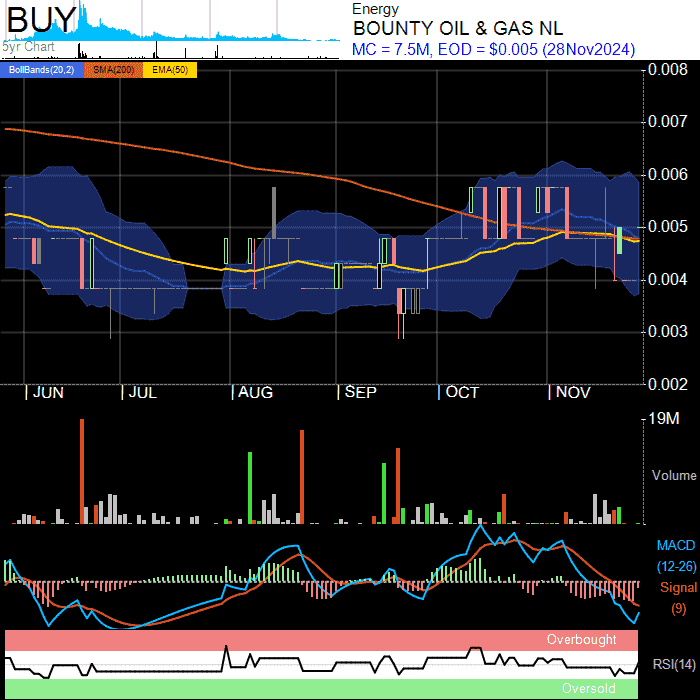 BUY
5yr Chart
Energy
BOUNTY OIL & GAS NL
MC = 7.5M, EOD = $0.005 (28Nov2024)
BollBands(20,2) SMA(200) EMA(50)
0.008
0.007
0.006
0.005
0.004
0.003
0.002
JUN JUL AUG SEP OCT NOV
19M
Volume
MACD
(12-26)
Signal
(9)
Overbought
RSI(14)
Oversold